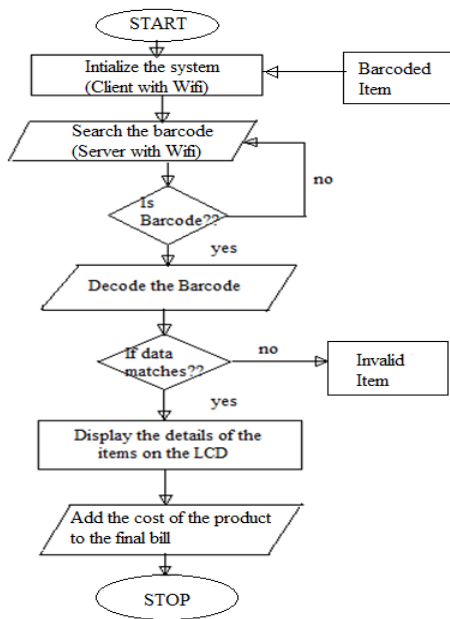 START
Intialize the system
(Client with Wifi)
Barcoded
Item
Search the barcode
(Server with Wifi)
no
Is
Barcode??
yes
Decode the Barcode
If data
matches??
no
Invalid
Item
yes
Display the details of the
items on the LCD
Add the cost of the product
to the final bill
STOP